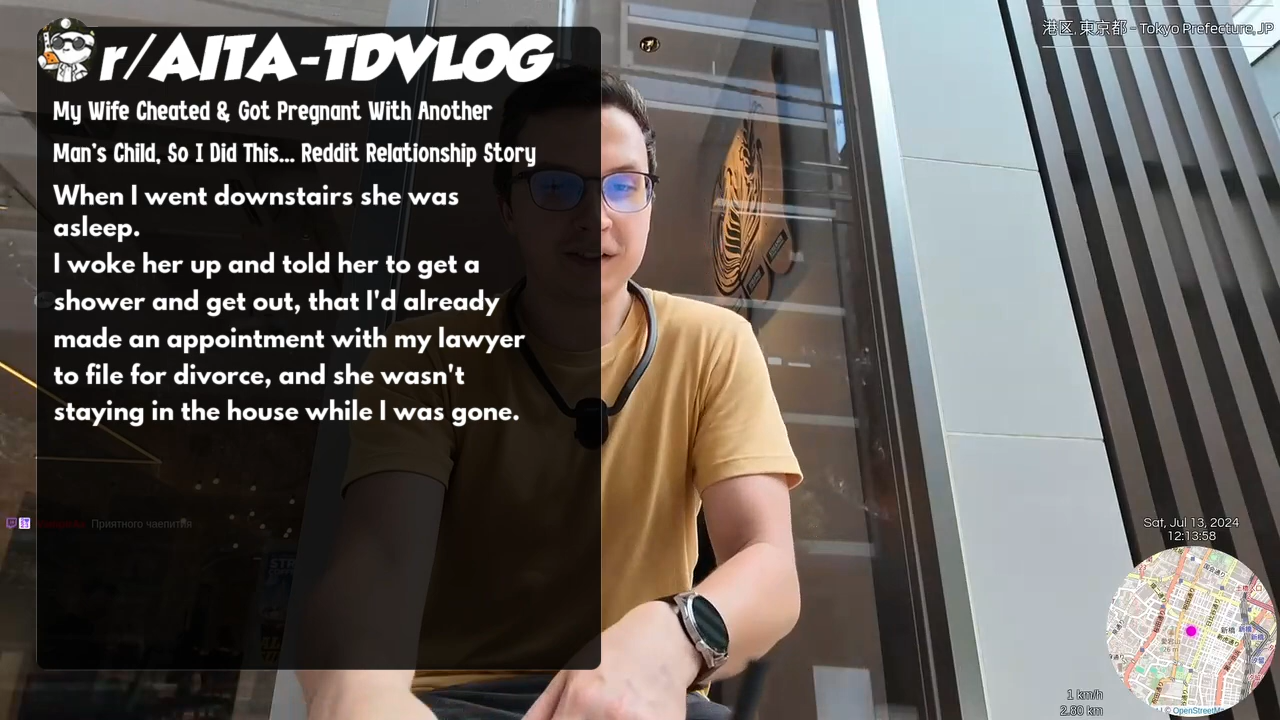 r/AITA-TDVLOG
My Wife Cheated & Got Pregnant With Another
Man's Child, So I Did This... Reddit Relationship Story
When I went downstairs she was
asleep.
I woke her up and told her to get a
shower and get out, that I'd already
made an appointment with my lawyer
to file for divorce, and she wasn't
staying in the house while I was gone.
Приятного чаепития
港区, 東京都 - Tokyo Prefecture, JP
Sat, Jul 13, 2024
12:13:58
新橋
1 km/h
2.80 km
© OpenStreetMa